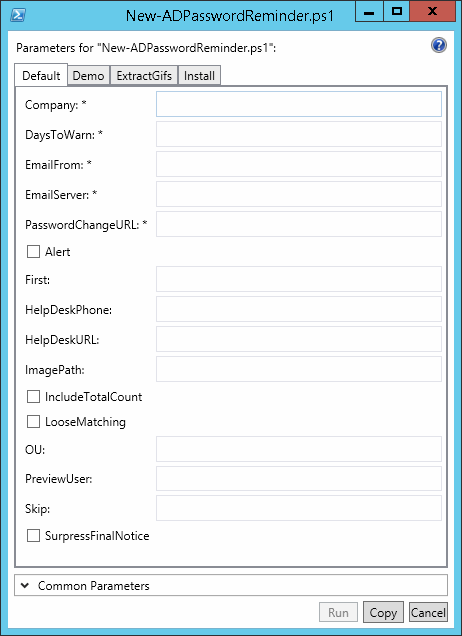 New-ADPasswordReminder.ps1
Parameters for "New-ADPasswordReminder.ps1":
Default Demo ExtractGifs Install
Company: *
DaysToWarn: *
EmailFrom: *
EmailServer: *
PasswordChangeURL: *
Alert
First:
HelpDeskPhone:
HelpDeskURL:
ImagePath:
IncludeTotalCount
LooseMatching
OU:
PreviewUser:
Skip:
SurpressFinalNotice
Common Parameters
Run Copy Cancel